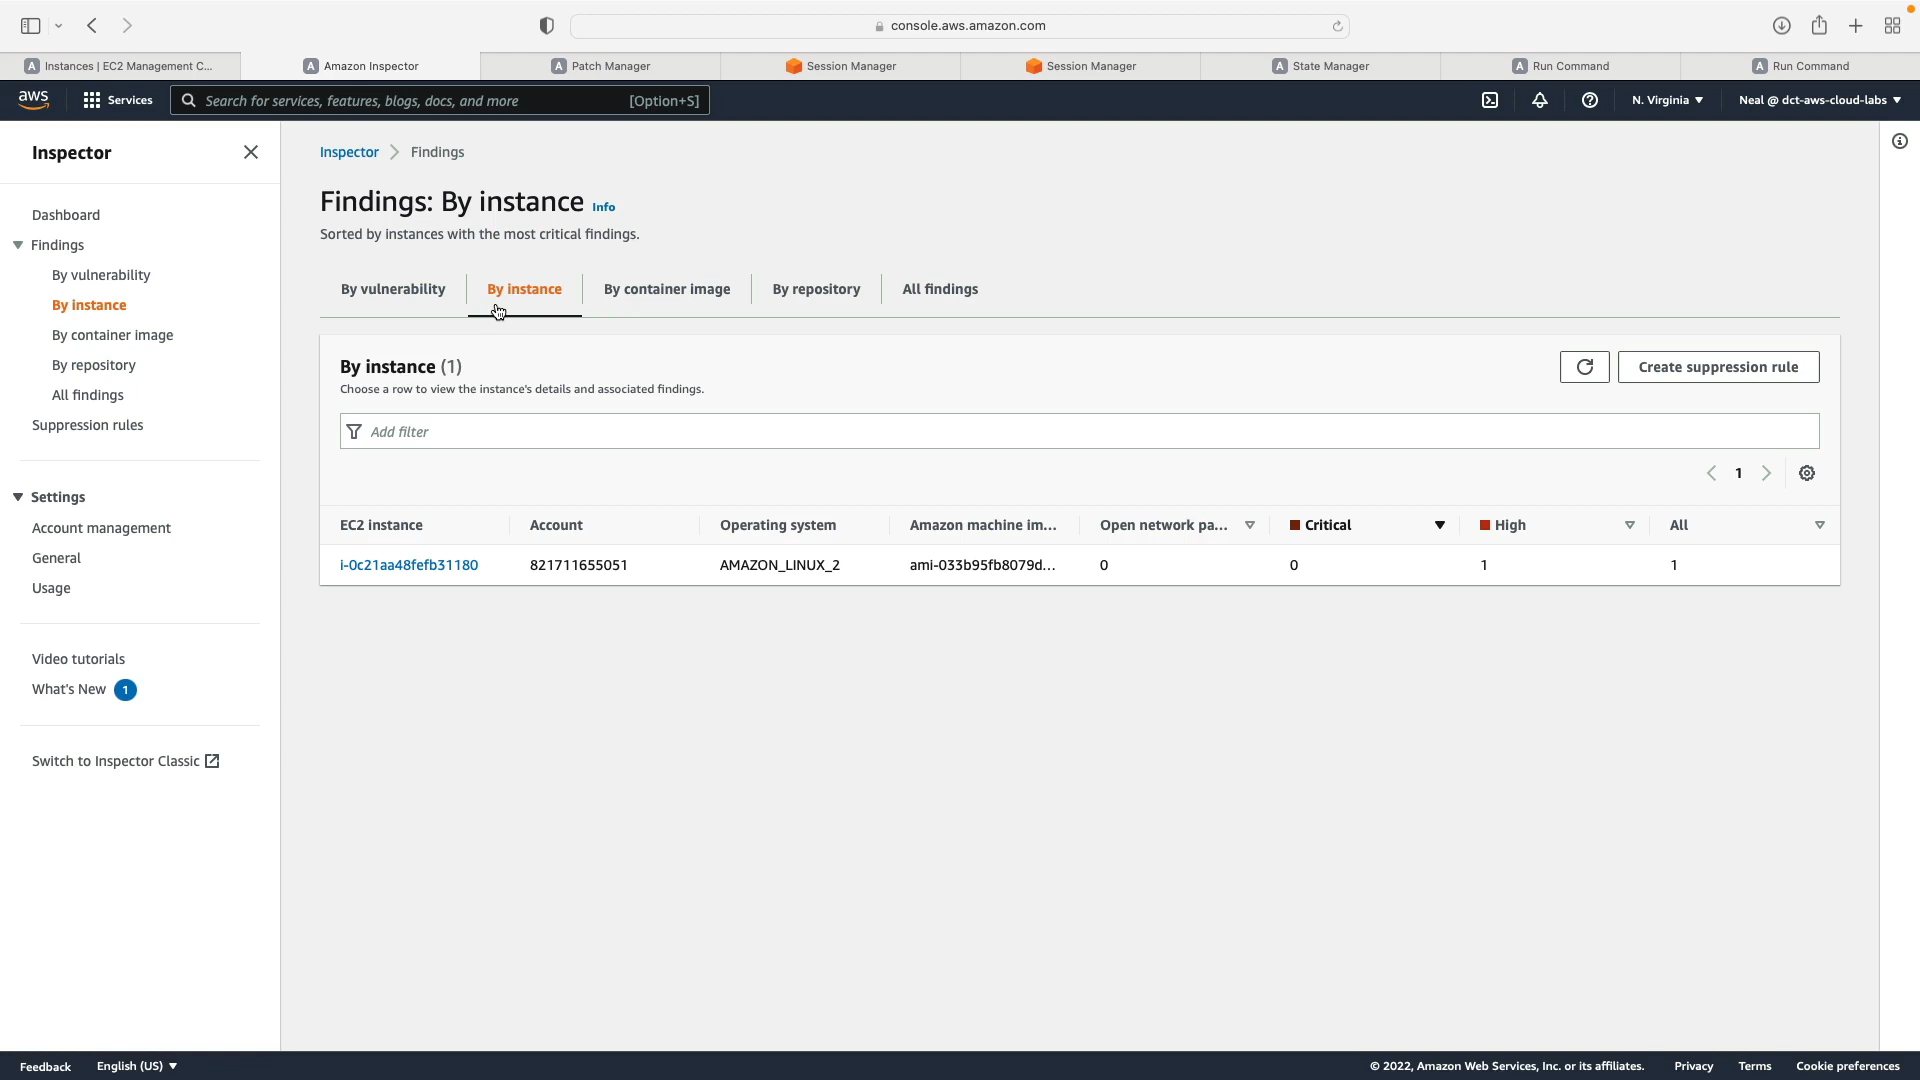 console.aws.amazon.com
Instances | EC2 Management C...
Amazon Inspector
Patch Manager
Session Manager
Session Manager
State Manager
Run Command
Run Command
aws
Services
Search for services, features, blogs, docs, and more
[Option+S]
N. Virginia
Neal @ dct-aws-cloud-labs
Inspector
Dashboard
Findings
By vulnerability
By instance
By container image
By repository
All findings
Suppression rules
Settings
Account management
General
Usage
Video tutorials
What's New 1
Switch to Inspector Classic
Inspector
Findings
Findings: By instance Info
Sorted by instances with the most critical findings.
By vulnerability
By instance
By container image
By repository
All findings
By instance (1)
Choose a row to view the instance's details and associated findings.
Create suppression rule
Add filter
1
EC2 instance
Account
Operating system
Amazon machine im...
Open network pa...
Critical
High
All
i-0c21aa48fefb31180
821711655051
AMAZON_LINUX_2
ami-033b95fb8079d...
0
0
1
1
Feedback
English (US)
© 2022, Amazon Web Services, Inc. or its affiliates.
Privacy
Terms
Cookie preferences